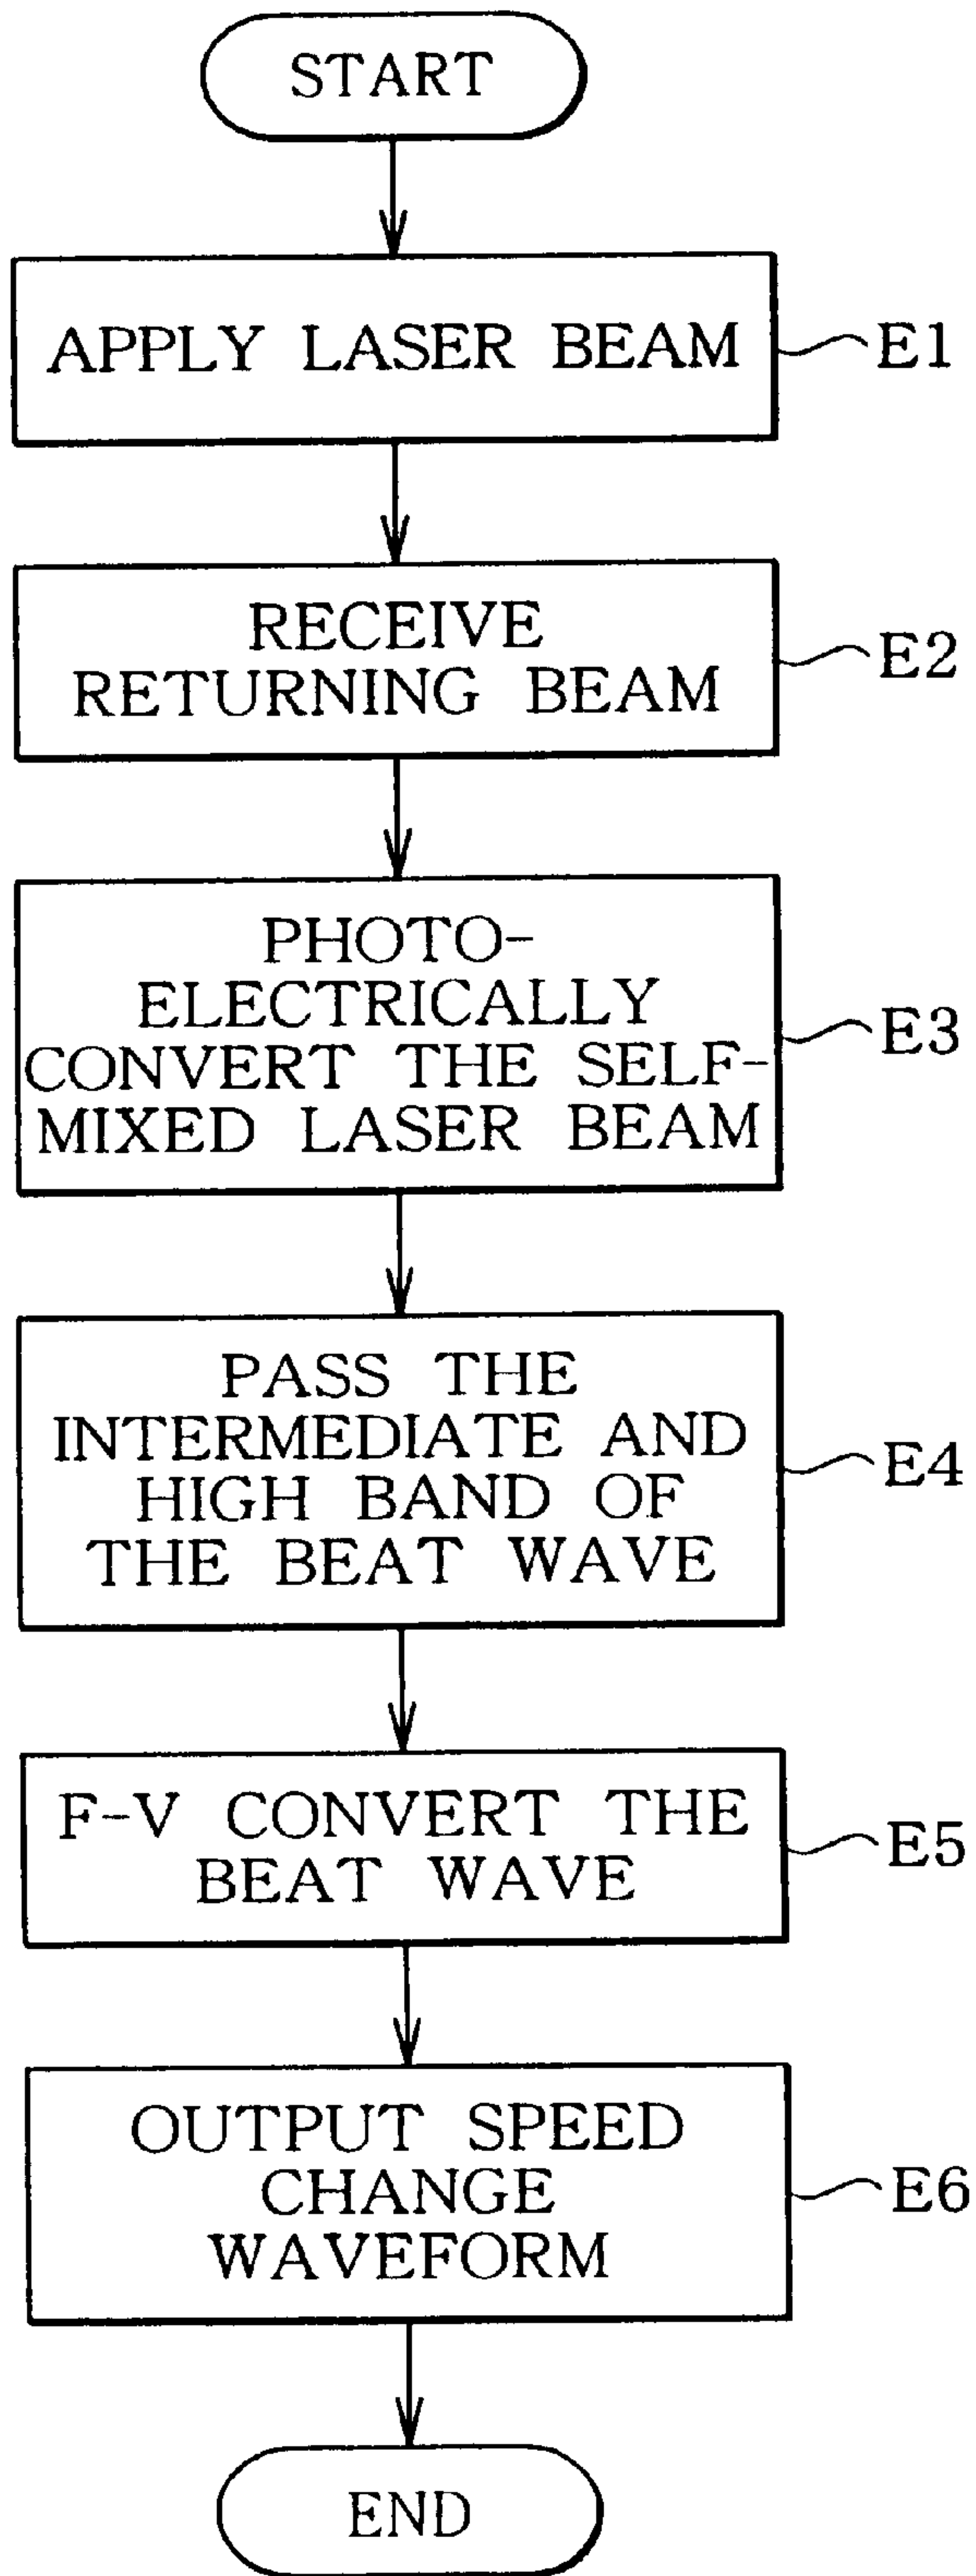 START
APPLY LASER BEAM
E1
RECEIVE
RETURNING BEAM
E2
PHOTO-
ELECTRICALLY
CONVERT THE SELF-
MIXED LASER BEAM
E3
PASS THE
INTERMEDIATE AND
HIGH BAND OF
THE BEAT WAVE
E4
F-V CONVERT THE
BEAT WAVE
E5
OUTPUT SPEED
CHANGE
WAVEFORM
E6
END